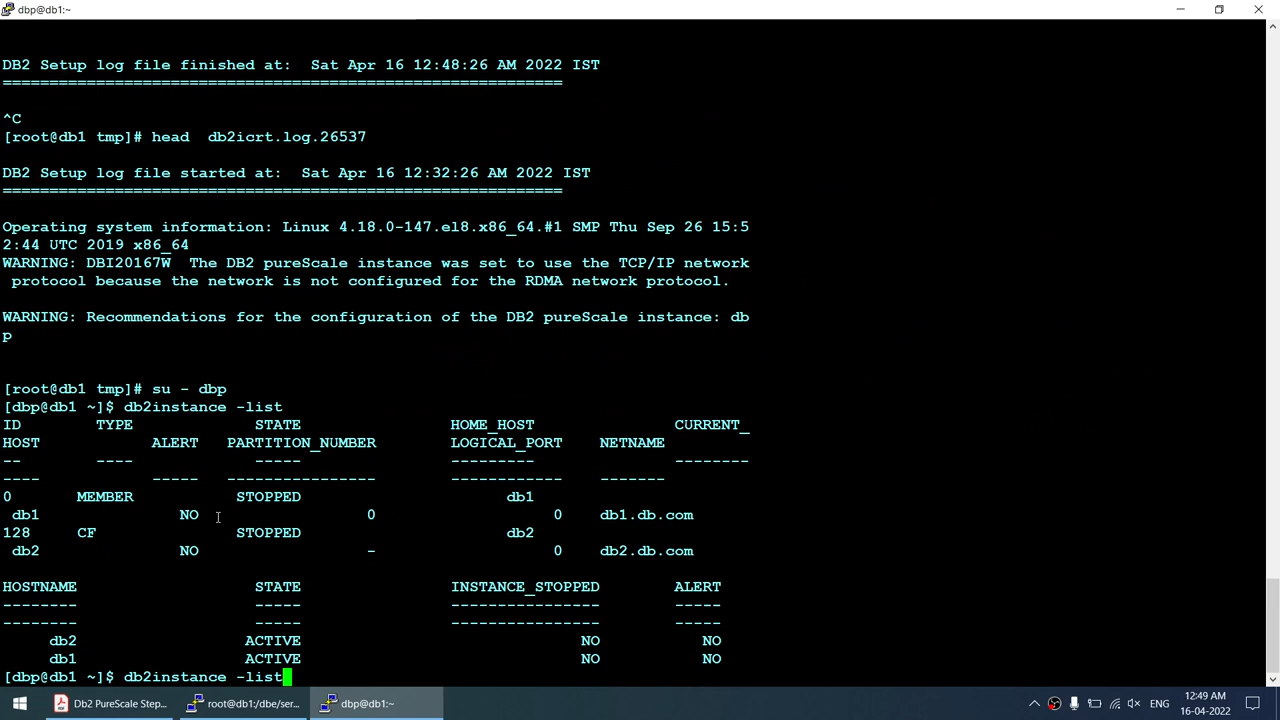 dbp@db1:~
DB2 Setup log file finished at:  Sat Apr 16 12:48:26 AM 2022 IST
============================================================
^C
[root@db1 tmp]# head  db2icrt.log.26537
DB2 Setup log file started at:  Sat Apr 16 12:32:26 AM 2022 IST
============================================================
Operating system information: Linux 4.18.0-147.el8.x86_64.#1 SMP Thu Sep 26 15:5
2:44 UTC 2019 x86_64
WARNING: DBI20167W  The DB2 pureScale instance was set to use the TCP/IP network
 protocol because the network is not configured for the RDMA network protocol.
WARNING: Recommendations for the configuration of the DB2 pureScale instance: db
p
[root@db1 tmp]# su - dbp
[dbp@db1 ~]$ db2instance -list
ID        TYPE             STATE                HOME_HOST               CURRENT_
HOST            ALERT   PARTITION_NUMBER        LOGICAL_PORT    NETNAME
--        ----             -----                ---------               --------
----            -----   ----------------        ------------    -------
0       MEMBER           STOPPED                      db1
 db1               NO                  0                   0    db1.db.com
128     CF               STOPPED                      db2
 db2               NO                  -                   0    db2.db.com
HOSTNAME                   STATE                INSTANCE_STOPPED        ALERT
--------                   -----                ----------------        -----
     db2                  ACTIVE                              NO           NO
     db1                  ACTIVE                              NO           NO
[dbp@db1 ~]$ db2instance -list
Db2 PureScale Step... root@db1:/dbe/ser... dbp@db1:~ ENG 12:49 AM
16-04-2022